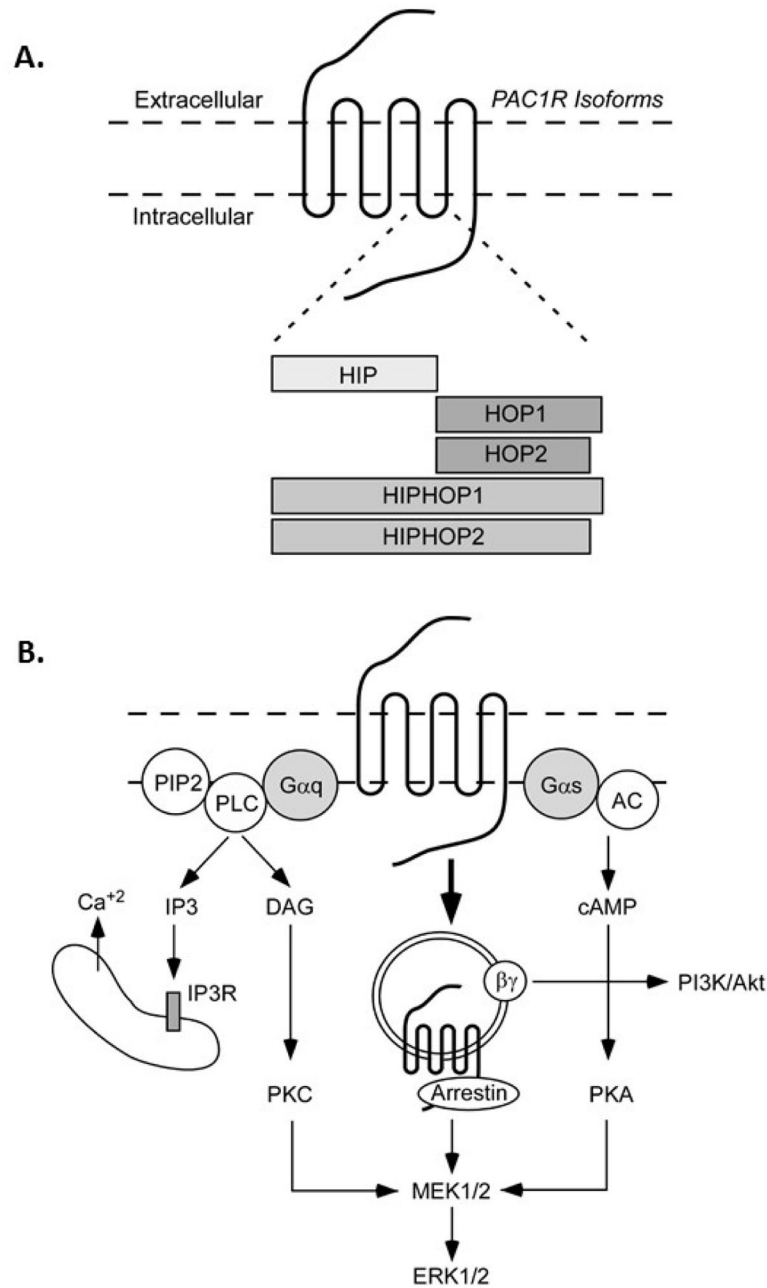 A.
Extracellular
PAC1R Isoforms
Intracellular
HIP
HOP1
HOP2
HIPHOP1
HIPHOP2
B.
PIP2
PLC
Gαq
Gαs
AC
Ca+2
IP3
DAG
cAMP
IP3R
βγ
PI3K/Akt
PKC
Arrestin
PKA
MEK1/2
ERK1/2